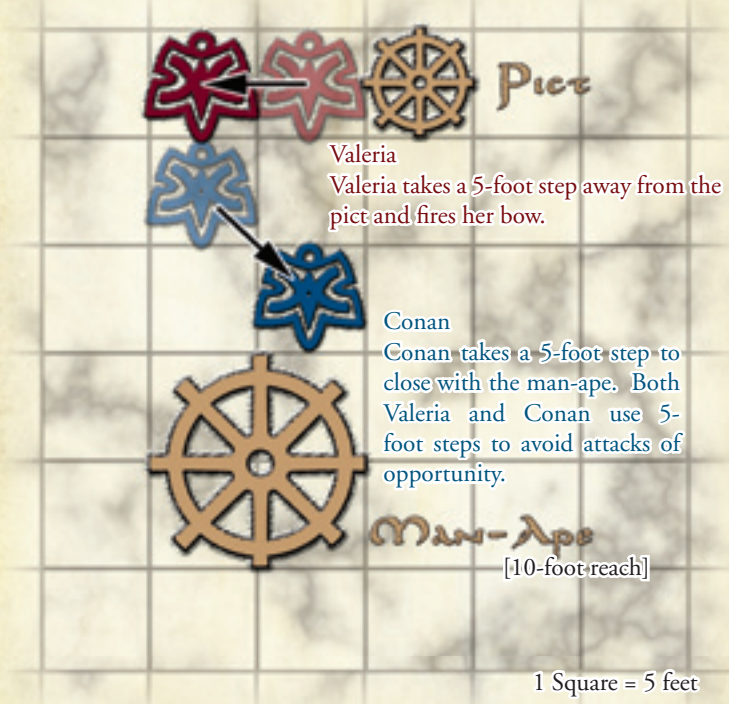 Pict
Valeria
Valeria takes a 5-foot step away from the
pict and fires her bow.
Conan
Conan takes a 5-foot step to
close with the man-ape. Both
Valeria and Conan use 5-
foot steps to avoid attacks of
opportunity.
Man-Ape
[10-foot reach]
1 Square = 5 feet